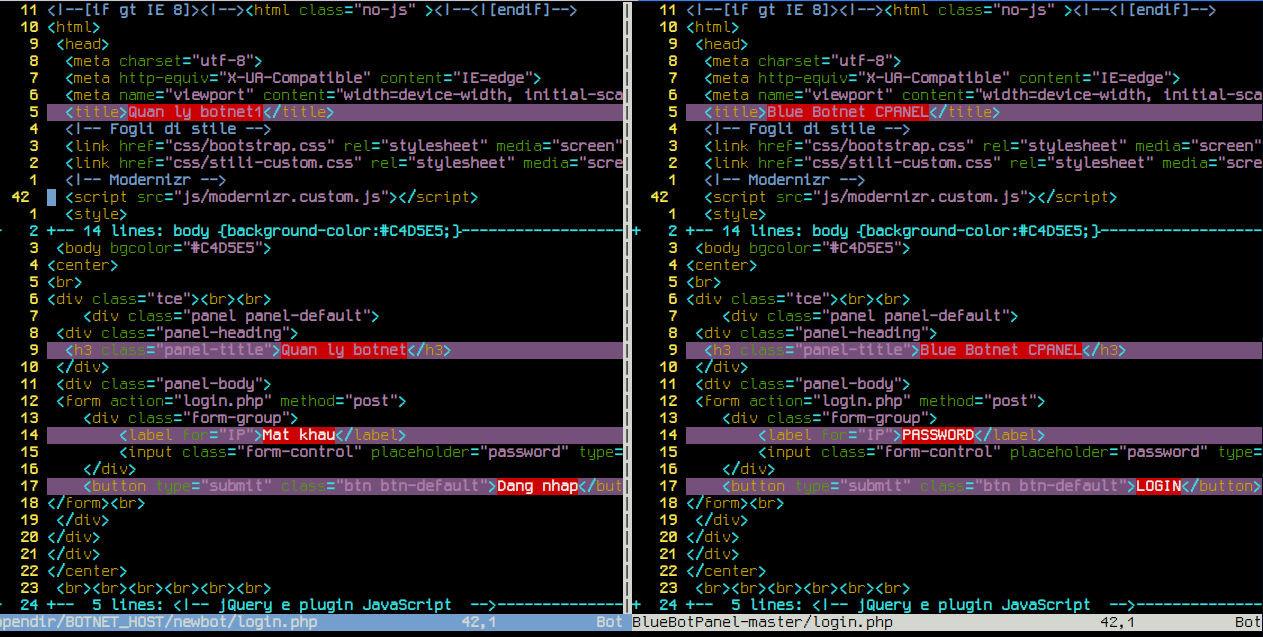 11 <!--[if gt IE 8]><!--><html class="no-js" ><!--<![endif]-->
10 <html>
9 <head>
8 <meta charset="utf-8">
7 <meta http-equiv="X-UA-Compatible" content="IE=edge">
6 <meta name="viewport" content="width=device-width, initial-sca
5 <title>Quan ly botnet1</title>
4 <!-- Fogli di stile -->
3 <link href="css/bootstrap.css" rel="stylesheet" media="screen"
2 <link href="css/stili-custom.css" rel="stylesheet" media="scre
1 <!-- Modernizr -->
42 <script src="js/modernizr.custom.js"></script>
1 <style>
2 +-- 14 lines: body {background-color:#C4D5E5;}------------------
3 <body bgcolor="#C4D5E5">
4 <center>
5 <br>
6 <div class="tce"><br><br>
7 <div class="panel panel-default">
8 <div class="panel-heading">
9 <h3 class="panel-title">Quan ly botnet</h3>
10 </div>
11 <div class="panel-body">
12 <form action="login.php" method="post">
13 <div class="form-group">
14 <label for="IP">Mat khau</label>
15 <input class="form-control" placeholder="password" type=
16 </div>
17 <button type="submit" class="btn btn-default">Dang nhap</but
18 </form><br>
19 </div>
20 </div>
21 </div>
22 </center>
23 <br><br><br><br><br>
24 +--  5 lines: <!-- jQuery e plugin JavaScript  -->--------------
pendir/BOTNET_HOST/newbot/login.php 42,1 Bot
11 <!--[if gt IE 8]><!--><html class="no-js" ><!--<![endif]-->
10 <html>
9 <head>
8 <meta charset="utf-8">
7 <meta http-equiv="X-UA-Compatible" content="IE=edge">
6 <meta name="viewport" content="width=device-width, initial-sca
5 <title>Blue Botnet CPANEL</title>
4 <!-- Fogli di stile -->
3 <link href="css/bootstrap.css" rel="stylesheet" media="screen"
2 <link href="css/stili-custom.css" rel="stylesheet" media="scre
1 <!-- Modernizr -->
42 <script src="js/modernizr.custom.js"></script>
1 <style>
+ 2 +-- 14 lines: body {background-color:#C4D5E5;}------------------
3 <body bgcolor="#C4D5E5">
4 <center>
5 <br>
6 <div class="tce"><br><br>
7 <div class="panel panel-default">
8 <div class="panel-heading">
9 <h3 class="panel-title">Blue Botnet CPANEL</h3>
10 </div>
11 <div class="panel-body">
12 <form action="login.php" method="post">
13 <div class="form-group">
14 <label for="IP">PASSWORD</label>
15 <input class="form-control" placeholder="password" type=
16 </div>
17 <button type="submit" class="btn btn-default">LOGIN</button>
18 </form><br>
19 </div>
20 </div>
21 </div>
22 </center>
23 <br><br><br><br><br>
+ 24 +--  5 lines: <!-- jQuery e plugin JavaScript  -->--------------
BlueBotPanel-master/login.php 42,1 Bot